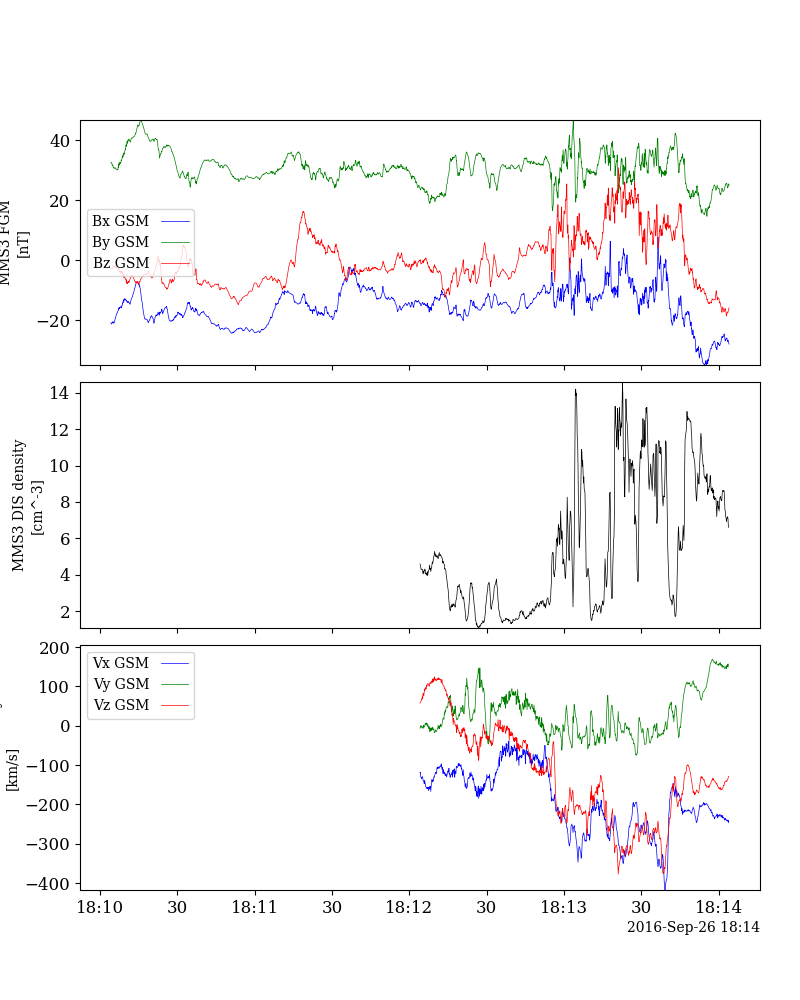 40
20
0
−20
MMS3 FGM
[nT]
Bx GSM
By GSM
Bz GSM
14
12
10
8
6
4
2
MMS3 DIS density
[cm^-3]
200
100
0
−100
−200
−300
−400
[km/s]
Vx GSM
Vy GSM
Vz GSM
18:10 30 18:11 30 18:12 30 18:13 30 18:14
2016-Sep-26 18:14